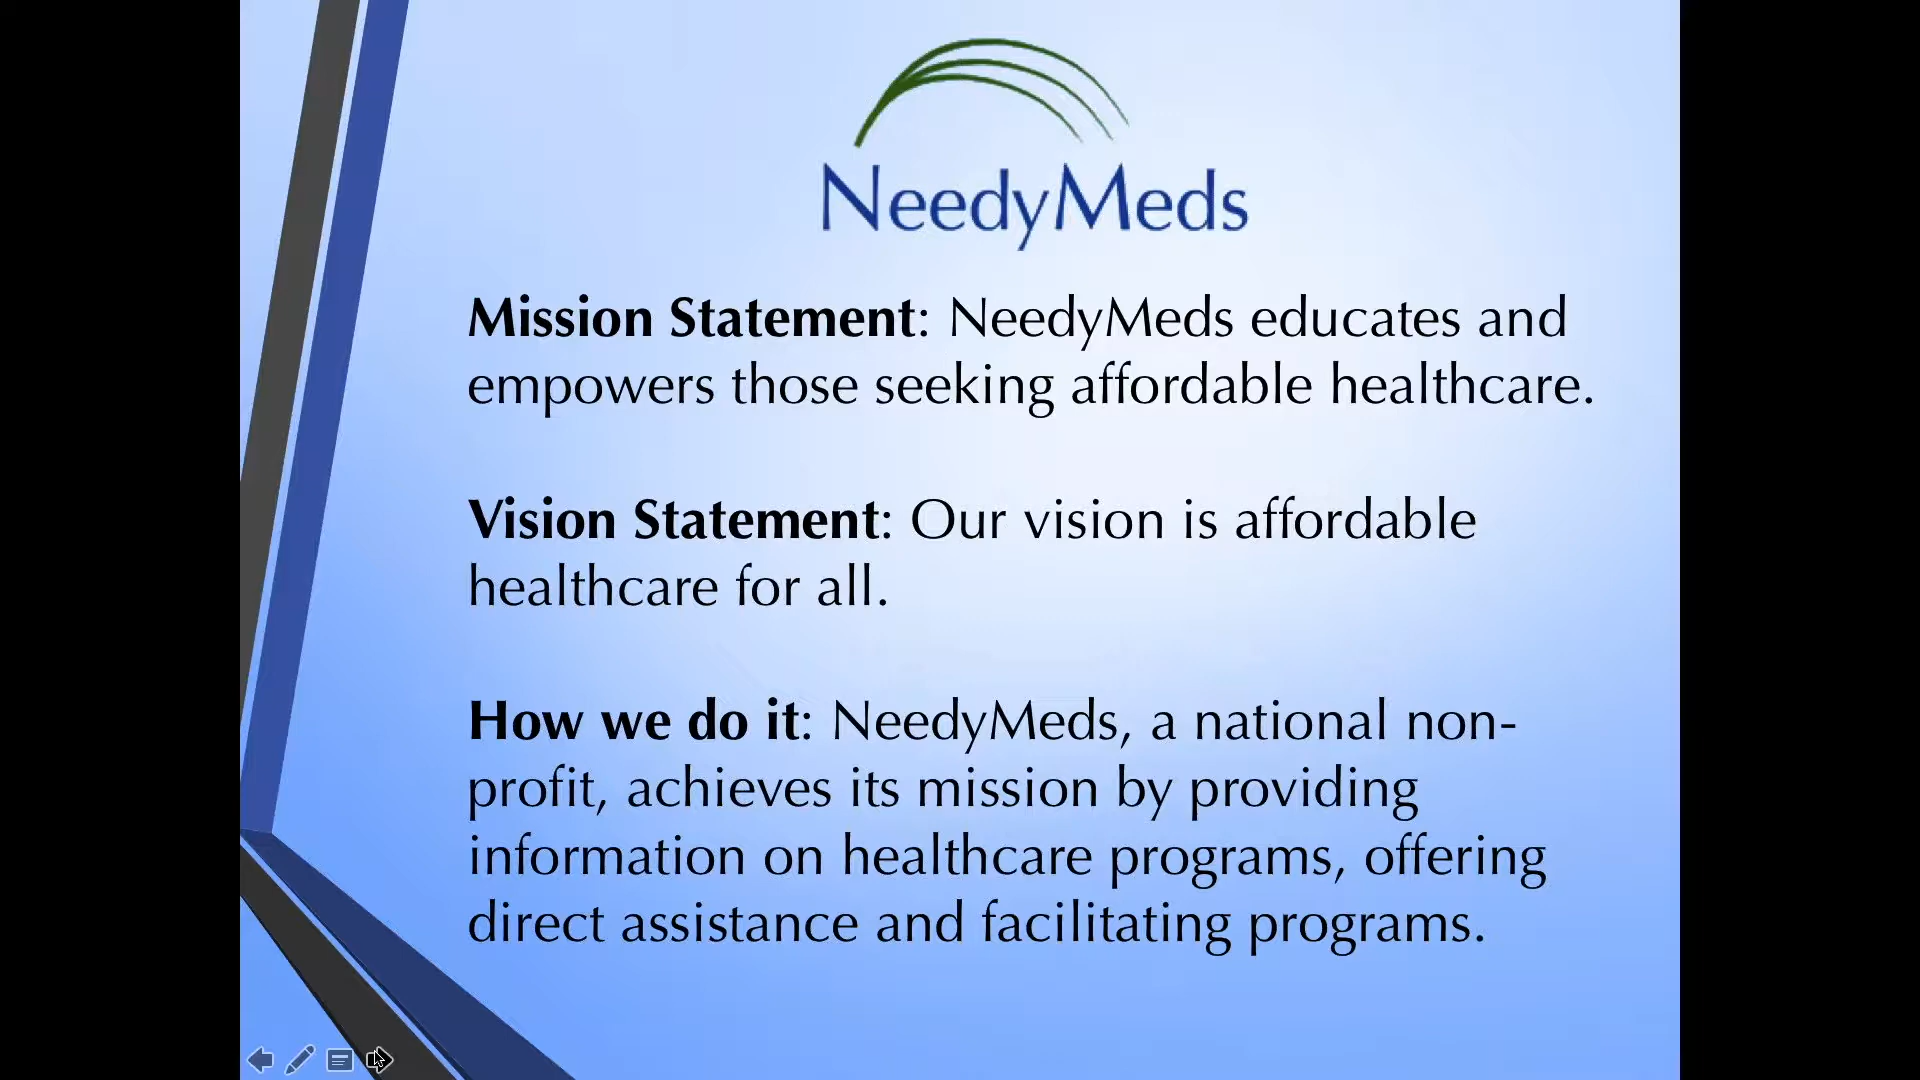 NeedyMeds
Mission Statement: NeedyMeds educates and
empowers those seeking affordable healthcare.
Vision Statement: Our vision is affordable
healthcare for all.
How we do it: NeedyMeds, a national non-
profit, achieves its mission by providing
information on healthcare programs, offering
direct assistance and facilitating programs.